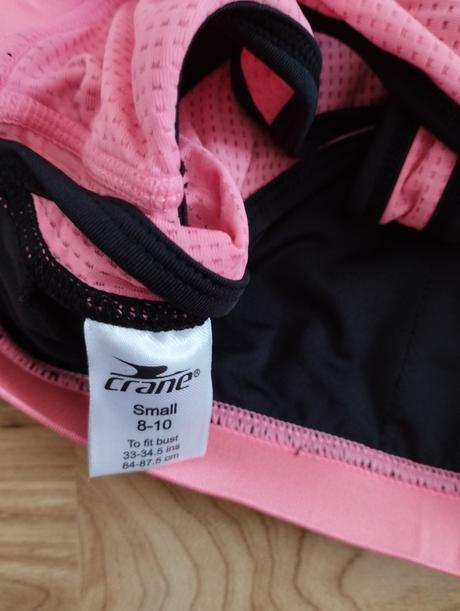 crane®
Small
8-10
To fit bust
33-34.5 ins
84-87.5 cm